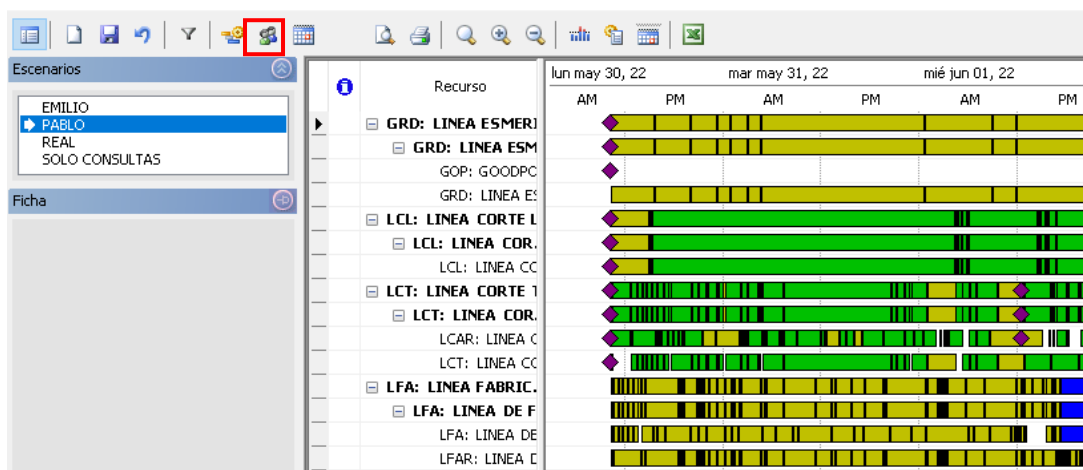 Escenarios
EMILIO
PABLO
REAL
SOLO CONSULTAS
Ficha
Recurso
lun may 30, 22 mar may 31, 22 mié jun 01, 22
AM PM AM PM AM PM
GRD: LINEA ESMERI
GRD: LINEA ESM
GOP: GOODPO
GRD: LINEA ES
LCL: LINEA CORTE L
LCL: LINEA COR.
LCL: LINEA CO
LCT: LINEA CORTE T
LCT: LINEA COR.
LCAR: LINEA C
LCT: LINEA CO
LFA: LINEA FABRIC.
LFA: LINEA DE F
LFA: LINEA DE
LFAR: LINEA D